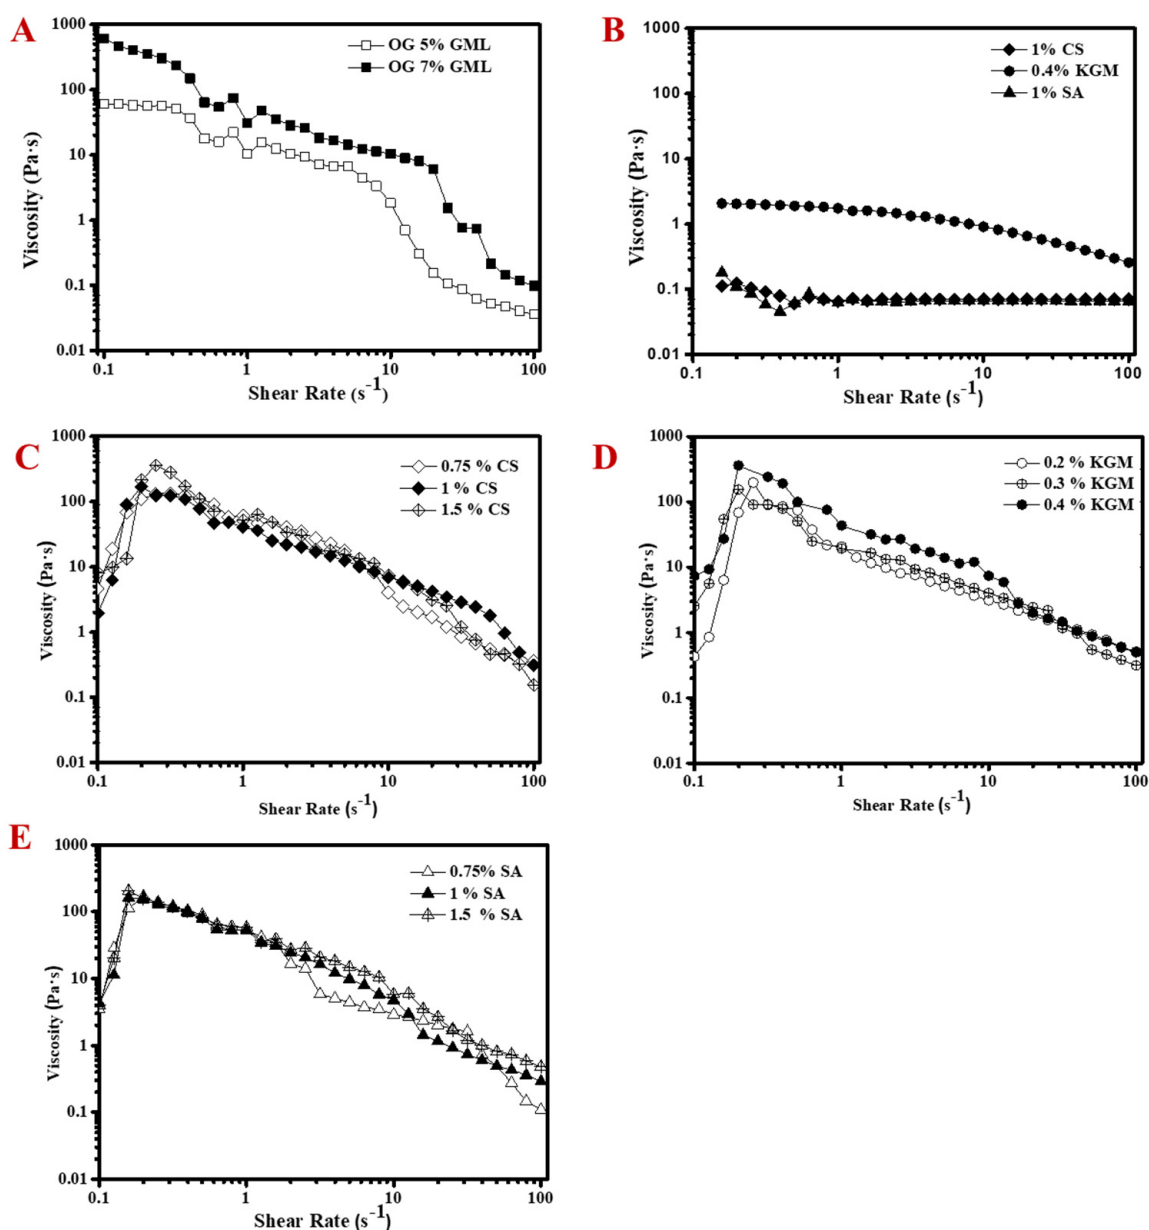 A
1000
100
10
1
0.1
0.01
Viscosity (Pa·s)
OG 5% GML
OG 7% GML
0.1 1 10 100
Shear Rate (s-1)
B
1000
100
10
1
0.1
0.01
Viscosity (Pa·s)
1% CS
0.4% KGM
1% SA
0.1 1 10 100
Shear Rate (s-1)
C
1000
100
10
1
0.1
0.01
Viscosity (Pa·s)
0.75 % CS
1 % CS
1.5 % CS
0.1 1 10 100
Shear Rate (s-1)
D
1000
100
10
1
0.1
0.01
Viscosity (Pa·s)
0.2 % KGM
0.3 % KGM
0.4 % KGM
0.1 1 10 100
Shear Rate (s-1)
E
1000
100
10
1
0.1
0.01
Viscosity (Pa·s)
0.75% SA
1 % SA
1.5 % SA
0.1 1 10 100
Shear Rate (s-1)